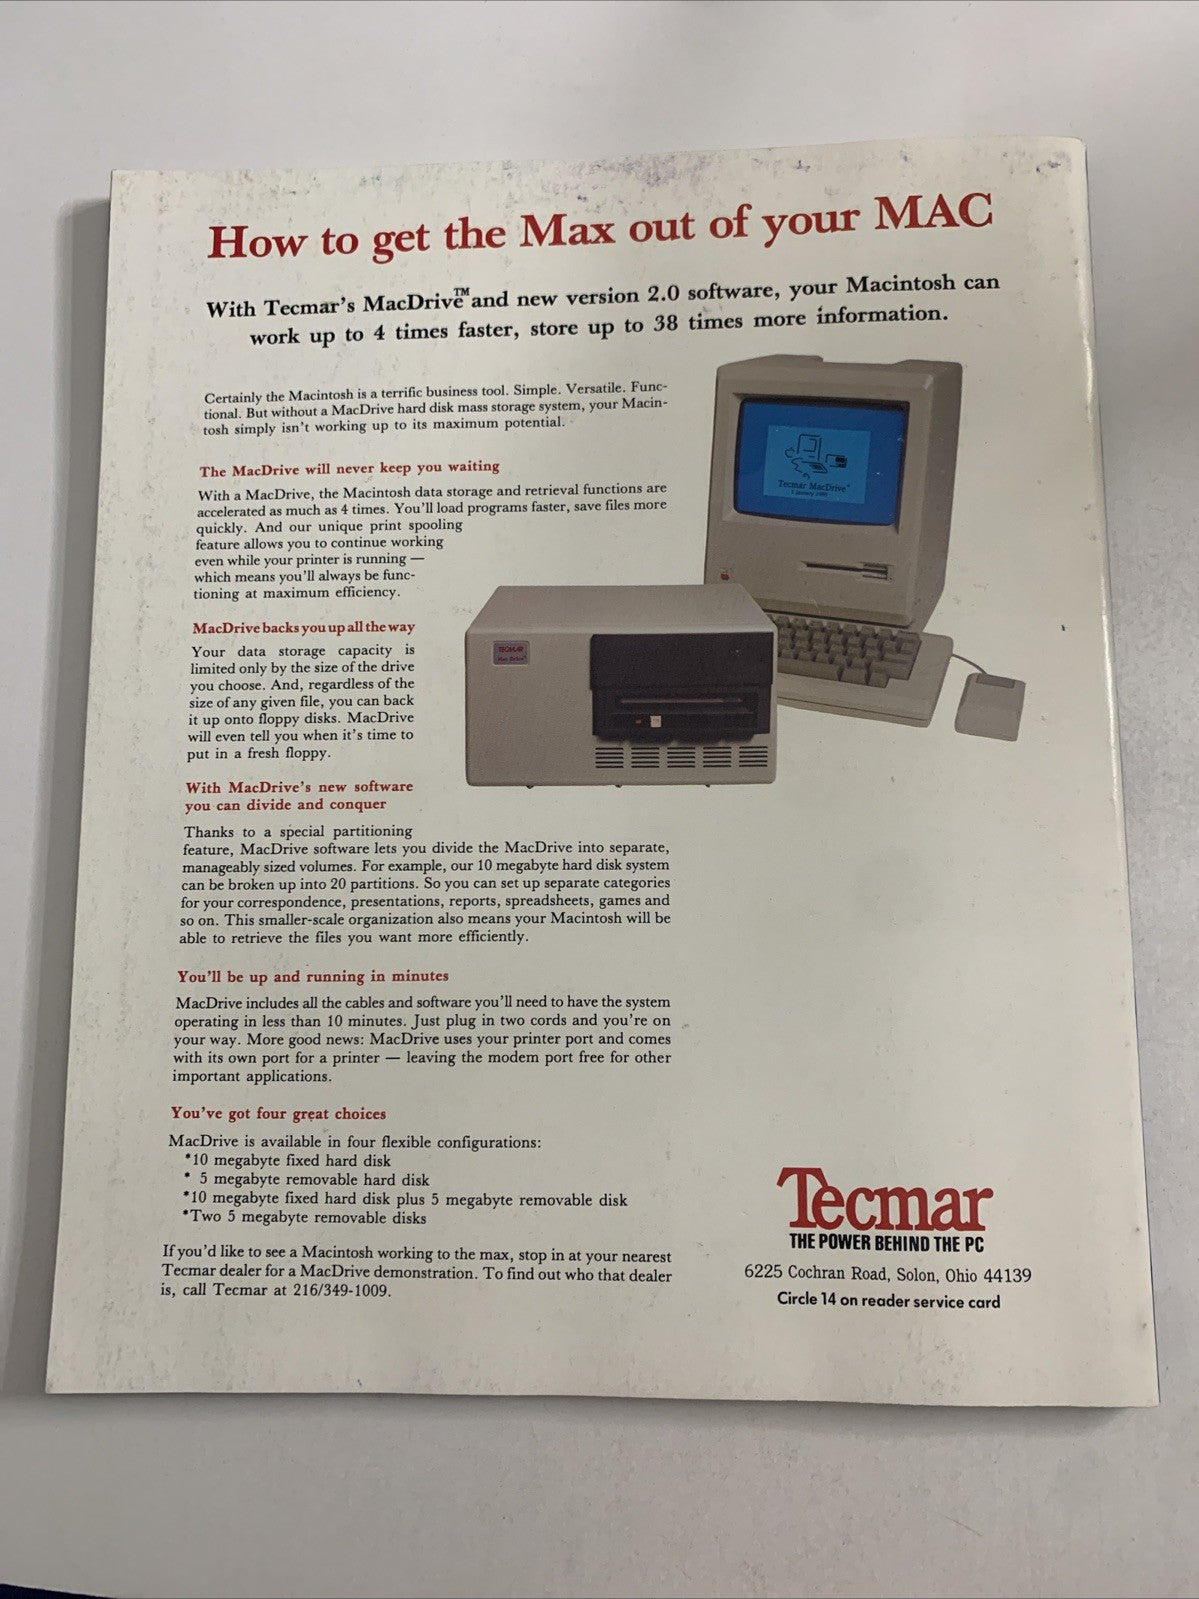 How to get the Max out of your MAC
With Tecmar's MacDrive™ and new version 2.0 software, your Macintosh can
work up to 4 times faster, store up to 38 times more information.
Certainly the Macintosh is a terrific business tool. Simple. Versatile. Func-
tional. But without a MacDrive hard disk mass storage system, your Macin-
tosh simply isn't working up to its maximum potential.
The MacDrive will never keep you waiting
With a MacDrive, the Macintosh data storage and retrieval functions are
accelerated as much as 4 times. You'll load programs faster, save files more
quickly. And our unique print spooling
feature allows you to continue working
even while your printer is running —
which means you'll always be func-
tioning at maximum efficiency.
MacDrive backs you up all the way
Your data storage capacity is
limited only by the size of the drive
you choose. And, regardless of the
size of any given file, you can back
it up onto floppy disks. MacDrive
will even tell you when it's time to
put in a fresh floppy.
With MacDrive's new software
you can divide and conquer
Thanks to a special partitioning
feature, MacDrive software lets you divide the MacDrive into separate,
manageably sized volumes. For example, our 10 megabyte hard disk system
can be broken up into 20 partitions. So you can set up separate categories
for your correspondence, presentations, reports, spreadsheets, games and
so on. This smaller-scale organization also means your Macintosh will be
able to retrieve the files you want more efficiently.
You'll be up and running in minutes
MacDrive includes all the cables and software you'll need to have the system
operating in less than 10 minutes. Just plug in two cords and you're on
your way. More good news: MacDrive uses your printer port and comes
with its own port for a printer — leaving the modem port free for other
important applications.
You've got four great choices
MacDrive is available in four flexible configurations:
*10 megabyte fixed hard disk
* 5 megabyte removable hard disk
*10 megabyte fixed hard disk plus 5 megabyte removable disk
*Two 5 megabyte removable disks
If you'd like to see a Macintosh working to the max, stop in at your nearest
Tecmar dealer for a MacDrive demonstration. To find out who that dealer
is, call Tecmar at 216/349-1009.
Tecmar MacDrive™
TECMAR
Mac Drive™
Tecmar
THE POWER BEHIND THE PC
6225 Cochran Road, Solon, Ohio 44139
Circle 14 on reader service card